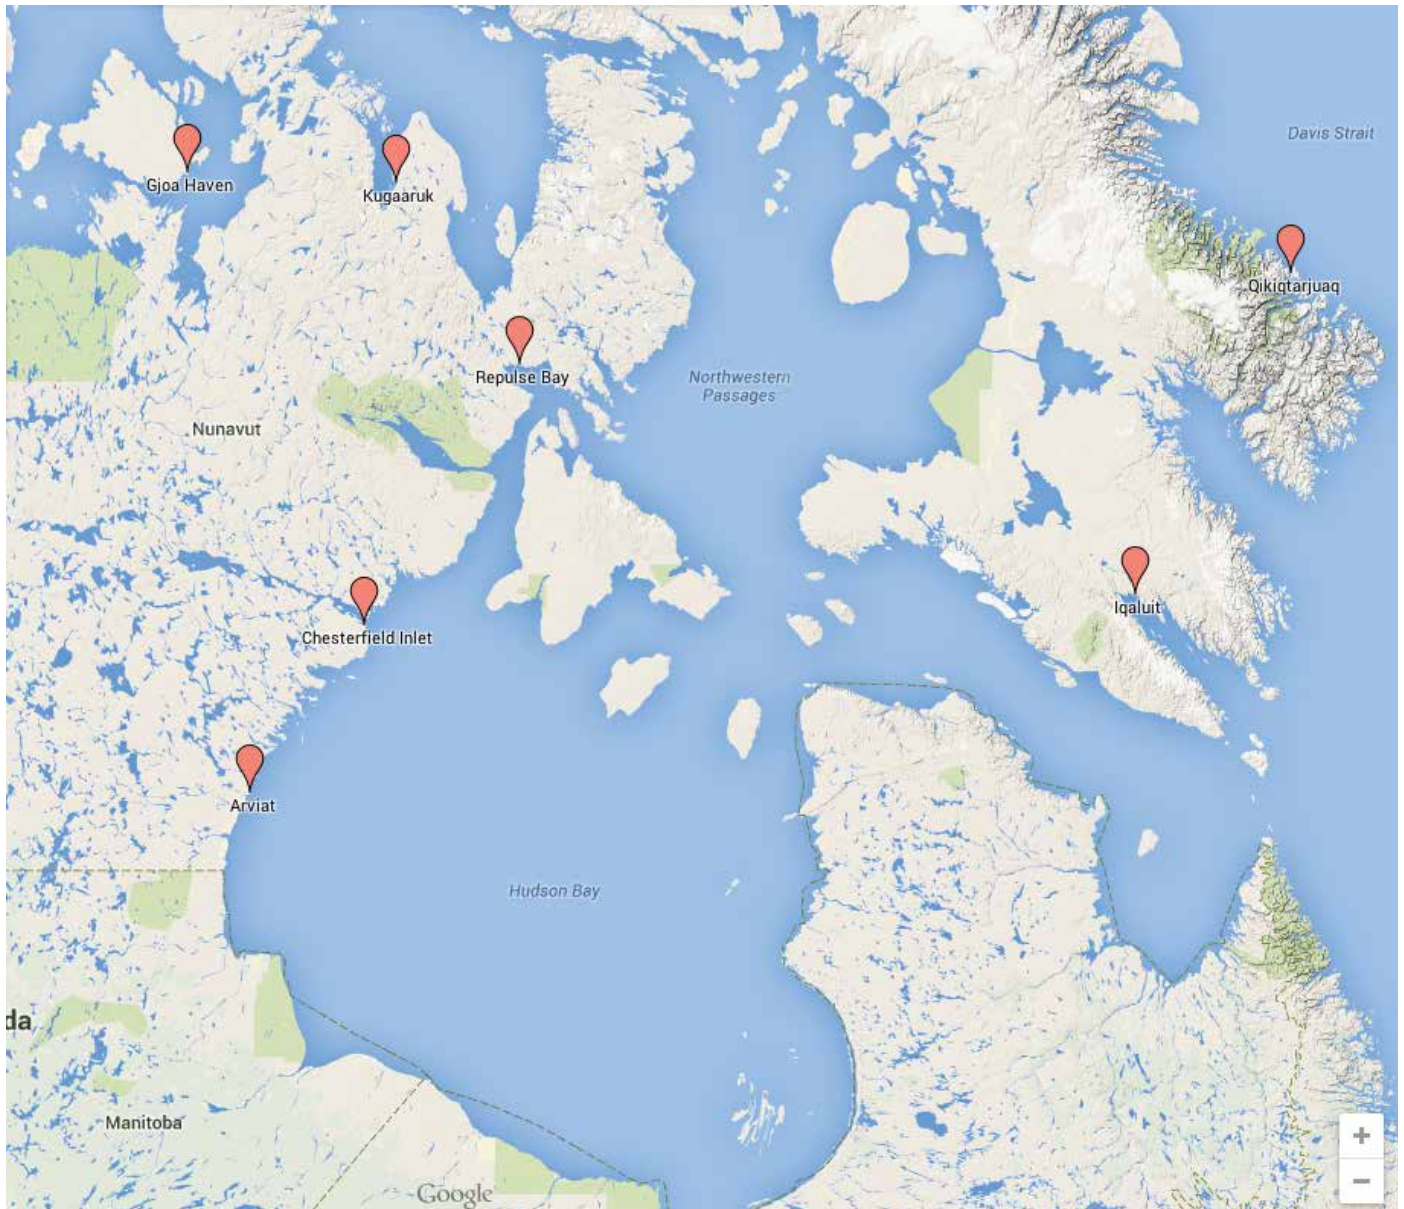 Davis Strait
Gjoa Haven
Kugaaruk
Qikiqtarjuaq
Repulse Bay
Northwestern
Passages
Nunavut
Iqaluit
Chesterfield Inlet
Arviat
Hudson Bay
da
Manitoba
+
Google
−